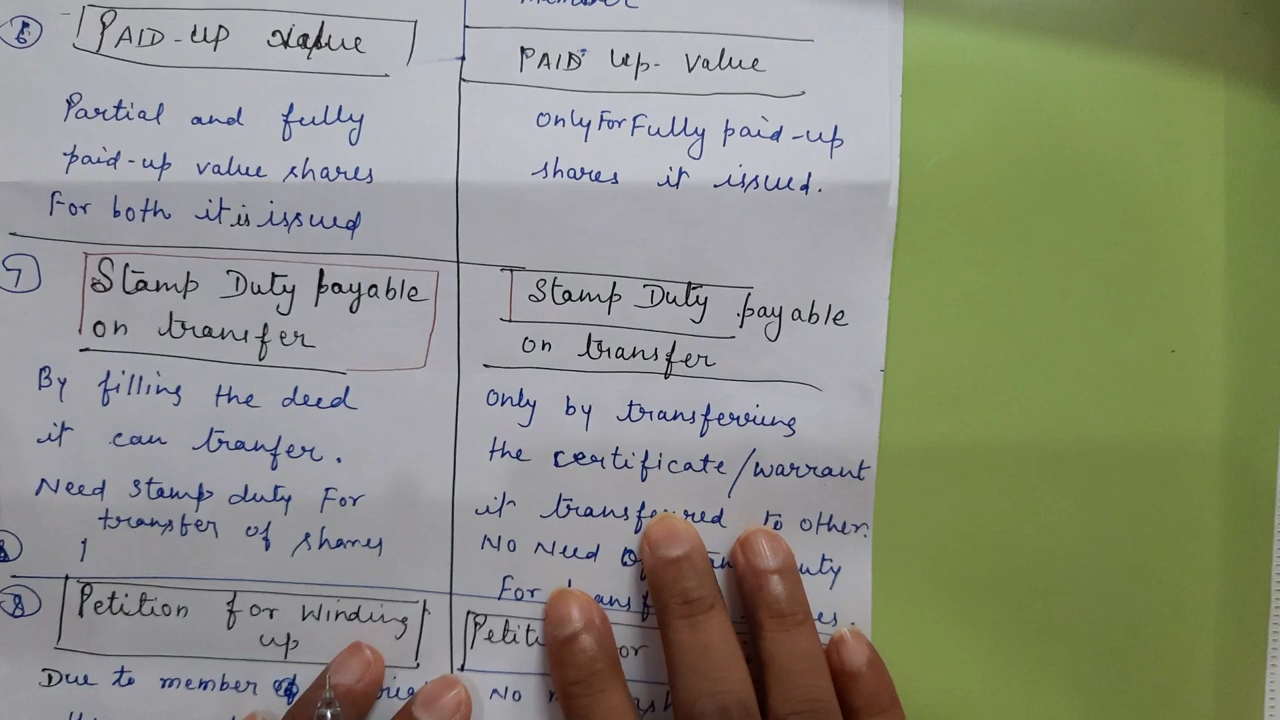 6
PAID-UP value
Partial and fully
paid-up value shares
For both it is issued
7
Stamp Duty payable
on transfer
By filling the deed
it can tranfer.
Need stamp duty For
transfer of shares
8
Petition for winding
up
Due to member
PAID Up- value
only For Fully paid-up
shares it issued.
Stamp Duty payable
on transfer
only by transferring
the certificate/warrant
it transferred to other.
NO Need
For
NO